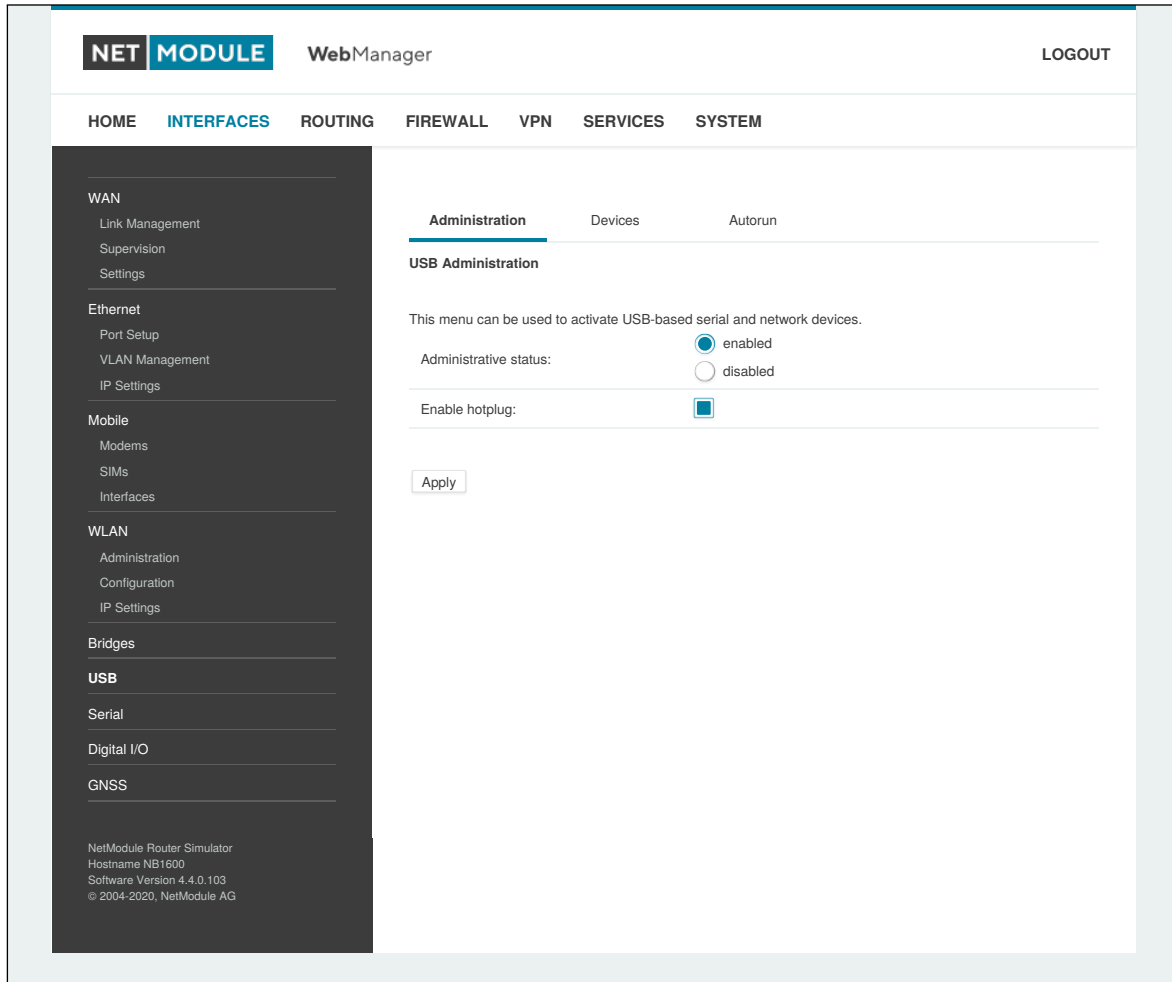 NET MODULE WebManager LOGOUT
HOME INTERFACES ROUTING FIREWALL VPN SERVICES SYSTEM
WAN
Link Management
Supervision
Settings
Ethernet
Port Setup
VLAN Management
IP Settings
Mobile
Modems
SIMs
Interfaces
WLAN
Administration
Configuration
IP Settings
Bridges
USB
Serial
Digital I/O
GNSS
NetModule Router Simulator
Hostname NB1600
Software Version 4.4.0.103
© 2004-2020, NetModule AG
Administration Devices Autorun
USB Administration
This menu can be used to activate USB-based serial and network devices.
Administrative status:
enabled
disabled
Enable hotplug:
Apply